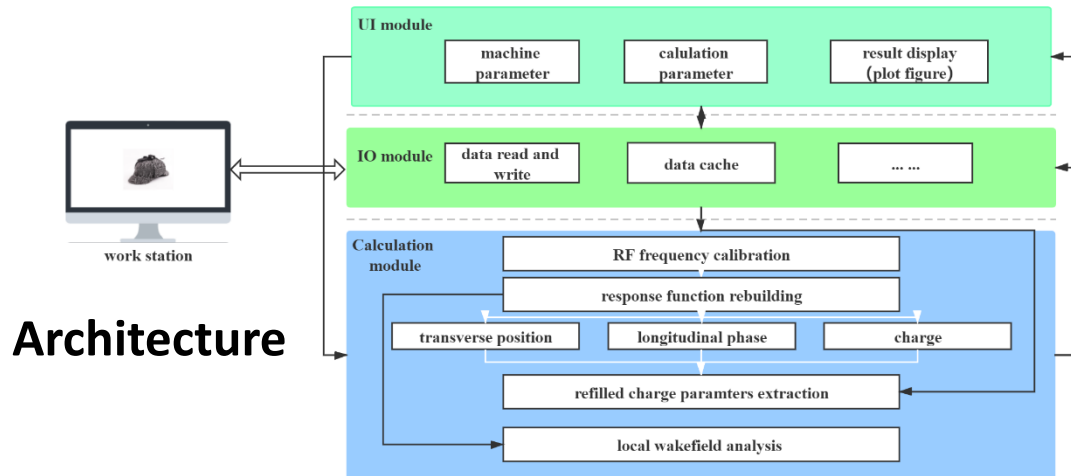 UI module
machine
parameter
calulation
parameter
result display
(plot figure)
IO module
data read and
write
data cache
... ...
work station
Calculation
module
RF frequency calibration
response function rebuilding
Architecture
transverse position
longitudinal phase
charge
refilled charge paramters extraction
local wakefield analysis